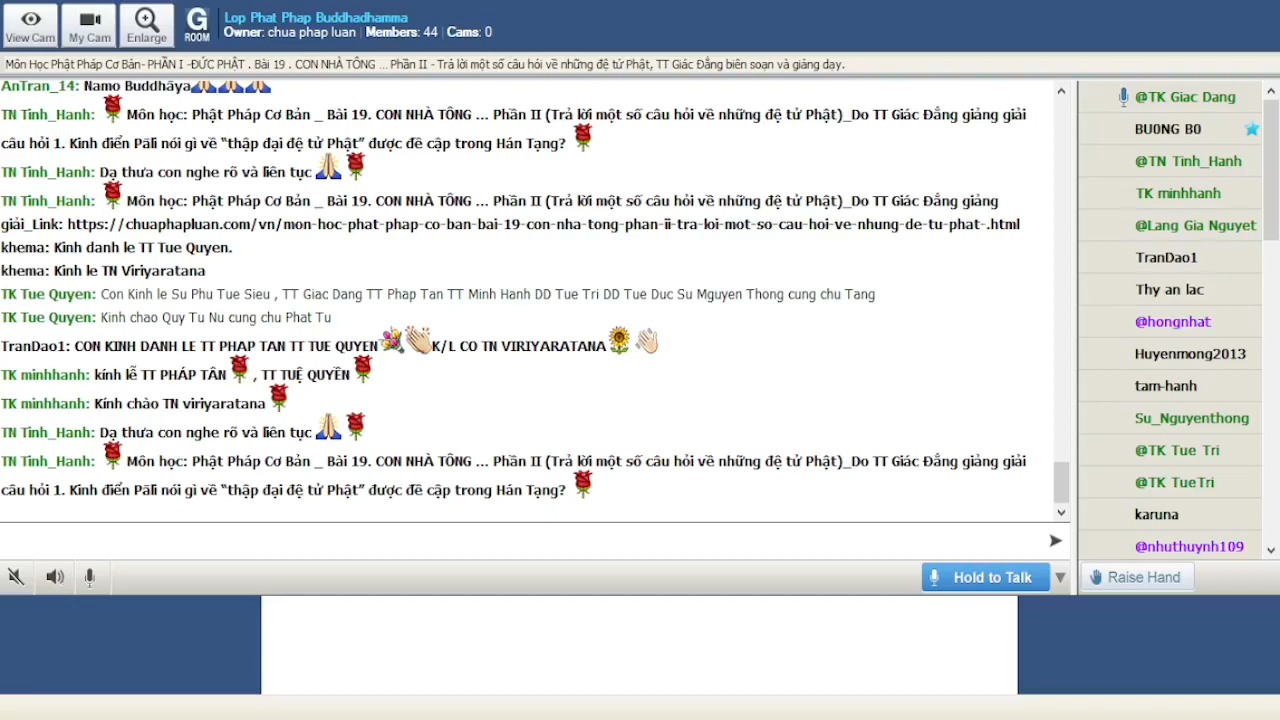 View Cam
My Cam
Enlarge
G
ROOM
Lop Phat Phap Buddhadhamma
Owner: chua phap luan | Members: 44 | Cams: 0
Môn Học Phật Pháp Cơ Bản- PHẦN I -ĐỨC PHẬT . Bài 19 . CON NHÀ TÔNG ... Phần II - Trả lời một số câu hỏi về những đệ tử Phật, TT Giác Đẳng biên soạn và giảng dạy.
AnTran_14: Namo Buddhāya
TN Tinh_Hanh: Môn học: Phật Pháp Cơ Bản _ Bài 19. CON NHÀ TÔNG ... Phần II (Trả lời một số câu hỏi về những đệ tử Phật)_Do TT Giác Đẳng giảng giải
câu hỏi 1. Kinh điển Pāli nói gì về “thập đại đệ tử Phật” được đề cập trong Hán Tạng?
TN Tinh_Hanh: Dạ thưa con nghe rõ và liên tục
TN Tinh_Hanh: Môn học: Phật Pháp Cơ Bản _ Bài 19. CON NHÀ TÔNG ... Phần II (Trả lời một số câu hỏi về những đệ tử Phật)_Do TT Giác Đẳng giảng
giải_Link: https://chuaphapluan.com/vn/mon-hoc-phat-phap-co-ban-bai-19-con-nha-tong-phan-ii-tra-loi-mot-so-cau-hoi-ve-nhung-de-tu-phat-.html
khema: Kinh danh le TT Tue Quyen.
khema: Kinh le TN Viriyaratana
TK Tue Quyen: Con Kinh le Su Phu Tue Sieu , TT Giac Dang TT Phap Tan TT Minh Hanh DD Tue Tri DD Tue Duc Su Mguyen Thong cung chu Tang
TK Tue Quyen: Kinh chao Quy Tu Nu cung chu Phat Tu
TranDao1: CON KINH DANH LE TT PHAP TAN TT TUE QUYEN K/L CO TN VIRIYARATANA
TK minhhanh: kính lễ TT PHÁP TÂN , TT TUỆ QUYỀN
TK minhhanh: Kính chào TN viriyaratana
TN Tinh_Hanh: Dạ thưa con nghe rõ và liên tục
TN Tinh_Hanh: Môn học: Phật Pháp Cơ Bản _ Bài 19. CON NHÀ TÔNG ... Phần II (Trả lời một số câu hỏi về những đệ tử Phật)_Do TT Giác Đẳng giảng giải
câu hỏi 1. Kinh điển Pāli nói gì về “thập đại đệ tử Phật” được đề cập trong Hán Tạng?
@TK Giac Dang
BU0NG B0
@TN Tinh_Hanh
TK minhhanh
@Lang Gia Nguyet
TranDao1
Thy an lac
@hongnhat
Huyenmong2013
tam-hanh
Su_Nguyenthong
@TK Tue Tri
@TK TueTri
karuna
@nhuthuynh109
Hold to Talk
Raise Hand